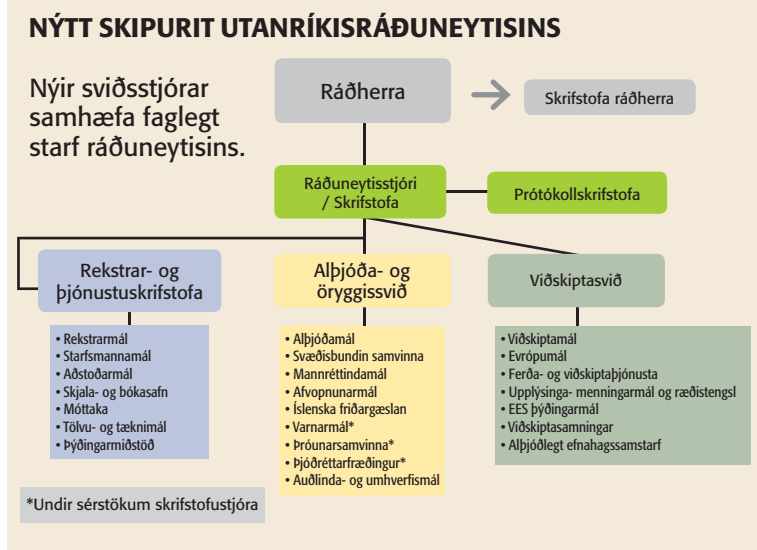 NÝTT SKIPURIT UTANRÍKISRÁÐUNEYTISINS
Nýir sviðsstjórar
samhæfa faglegt
starf ráðuneytisins.
Ráðherra
Skrifstofa ráðherra
Ráðuneytisstjóri
/ Skrifstofa
Prótókollskrifstofa
Rekstrar- og
þjónustuskrifstofa
• Rekstrarmál
• Starfsmannamál
• Aðstoðarmál
• Skjala- og bókasafn
• Móttaka
• Tölvu- og tæknimál
• Þýðingarmiðstöð
Alþjóða- og
öryggissvið
• Alþjóðamál
• Svæðisbundin samvinna
• Mannréttindamál
• Afvopnunarmál
• Íslenska friðargæslan
• Varnarmál*
• Þróunarsamvinna*
• Þjóðréttarfræðingur*
• Auðlinda- og umhverfismál
Viðskiptasvið
• Viðskiptamál
• Evrópumál
• Ferða- og viðskiptaþjónusta
• Upplýsinga- menningarmál og ræðistengsl
• EES þýðingarmál
• Viðskiptasamningar
• Alþjóðlegt efnahagssamstarf
*Undir sérstökum skrifstofustjóra